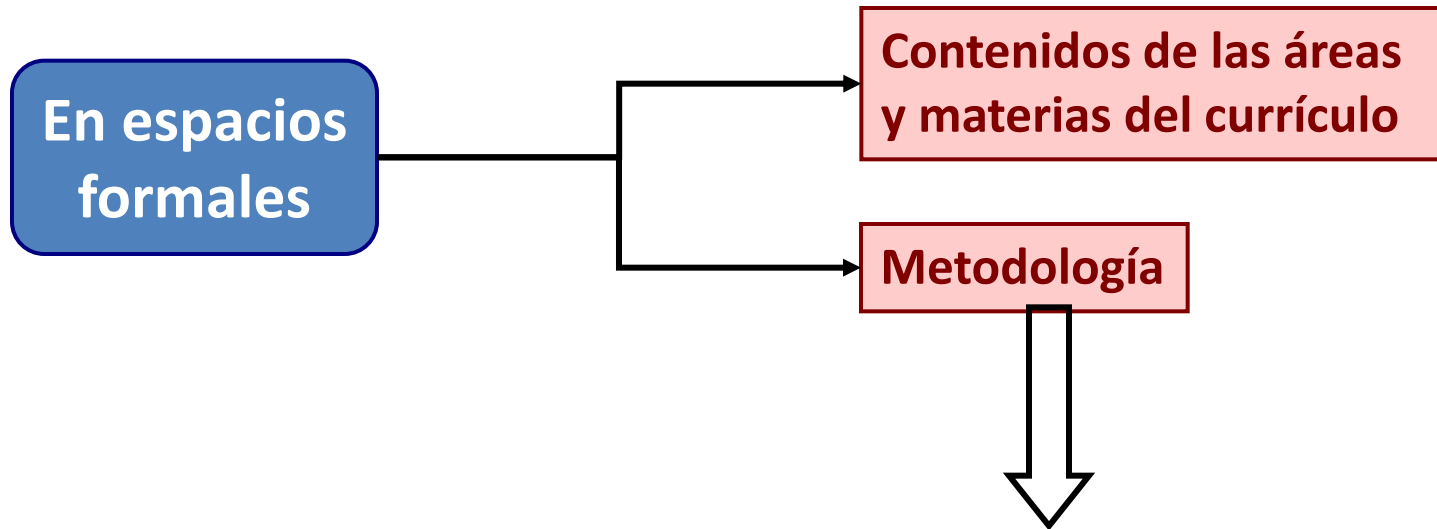 En espacios
formales
Contenidos de las áreas
y materias del currículo
Metodología